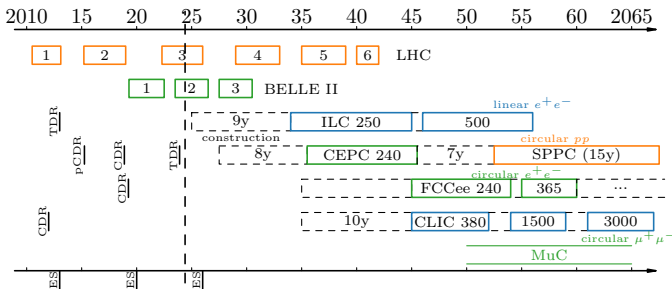 2010 15 20 25 30 35 40 45 50 55 60 2065
1 2 3 4 5 6 LHC
1 2 3 BELLE II
linear e⁺e⁻
TDR 9y ILC 250 500
construction circular pp
pCDR CDR TDR 8y CEPC 240 7y SPPC (15y)
circular e⁺e⁻
CDR FCCee 240 365 ...
CDR 10y CLIC 380 1500 3000
circular μ⁺μ⁻
MuC
ES ES ES